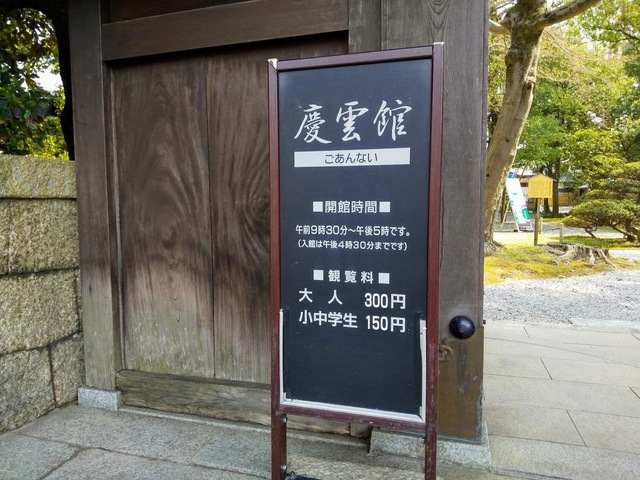 慶雲館
ごあんない
■開館時間■
午前9時30分〜午後5時です。
(入館は午後4時30分までです)
■観覧料■
大人 300円
小中学生 150円